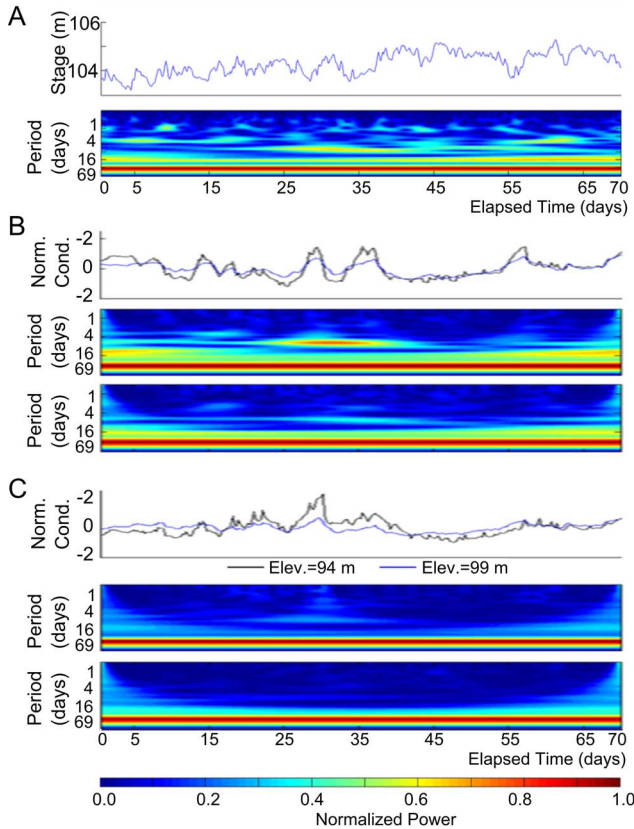 A
106
Stage (m)
104
Period
(days)
1
4
16
69
0 5 15 25 35 45 55 65 70
Elapsed Time (days)
B
Norm.
Cond.
-2
0
-2
Period
(days)
1
4
16
69
Period
(days)
1
4
16
69
C
Norm.
Cond.
-2
0
-2
Elev.=94 m Elev.=99 m
Period
(days)
1
4
16
69
Period
(days)
1
4
16
69
0 5 15 25 35 45 55 65 70
Elapsed Time (days)
0.0 0.2 0.4 0.6 0.8 1.0
Normalized Power